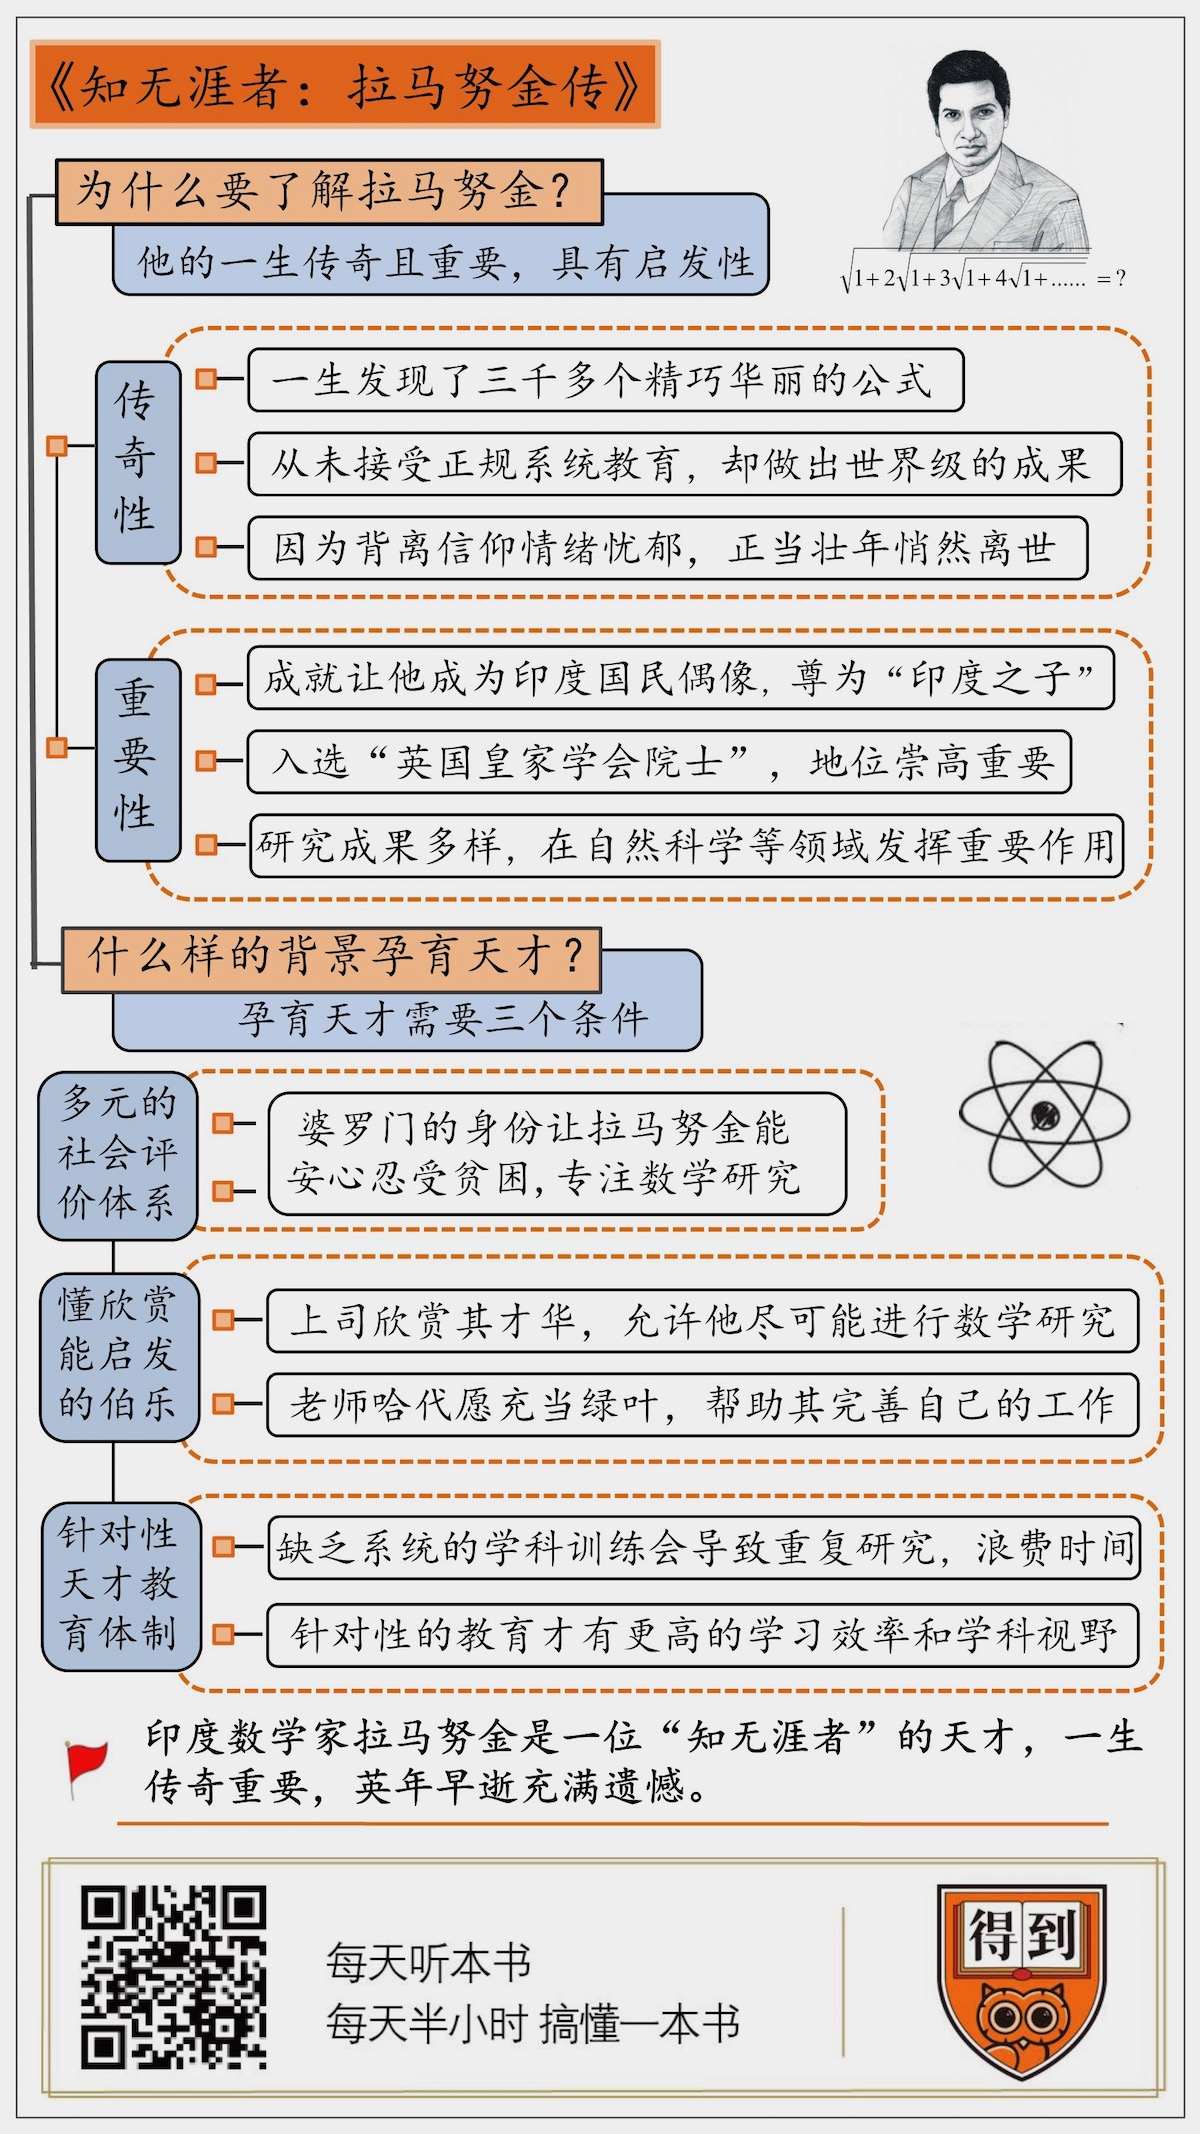 《知无涯者：拉马努金传》
为什么要了解拉马努金？
他的一生传奇且重要，具有启发性
√1+2√1+3√1+4√1+...... =?
传
奇
性
一生发现了三千多个精巧华丽的公式
从未接受正规系统教育，却做出世界级的成果
因为背离信仰情绪忧郁，正当壮年悄然离世
重
要
性
成就让他成为印度国民偶像，尊为“印度之子”
入选“英国皇家学会院士”，地位崇高重要
研究成果多样，在自然科学等领域发挥重要作用
什么样的背景孕育天才？
孕育天才需要三个条件
多元的
社会评
价体系
婆罗门的身份让拉马努金能
安心忍受贫困，专注数学研究
懂欣赏
能启发
的伯乐
上司欣赏其才华，允许他尽可能进行数学研究
老师哈代愿充当绿叶，帮助其完善自己的工作
针对性
天才教
育体制
缺乏系统的学科训练会导致重复研究，浪费时间
针对性的教育才有更高的学习效率和学科视野
印度数学家拉马努金是一位“知无涯者”的天才，一生
传奇重要，英年早逝充满遗憾。
每天听本书
每天半小时 搞懂一本书
得到